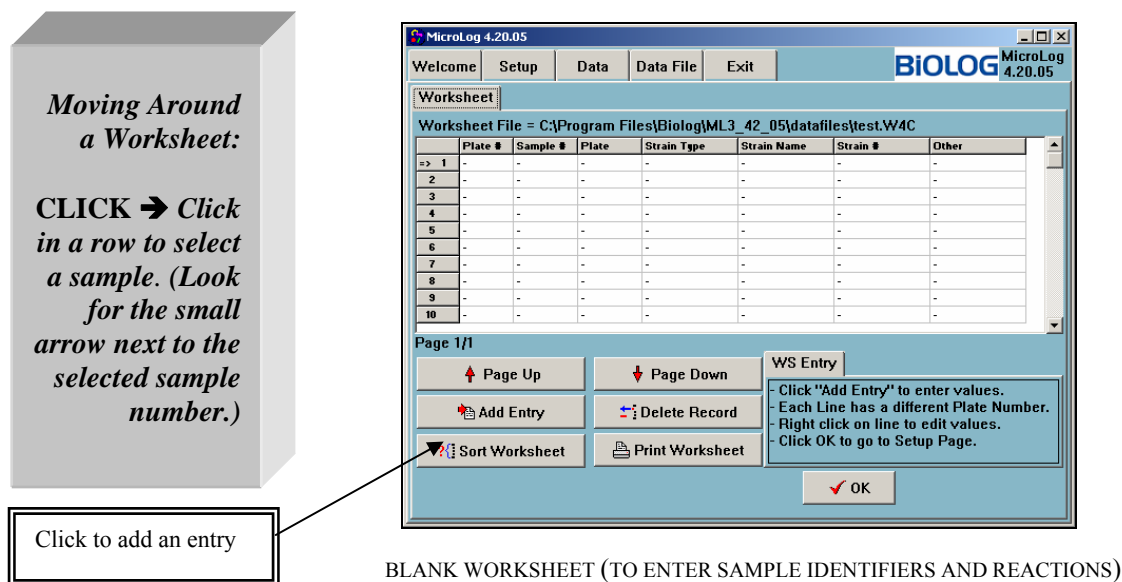 Moving Around
a Worksheet:
CLICK ➔ Click
in a row to select
a sample. (Look
for the small
arrow next to the
selected sample
number.)
Click to add an entry
MicroLog 4.20.05
Welcome Setup Data Data File Exit BiOLOG MicroLog
4.20.05
Worksheet
Worksheet File = C:\Program Files\Biolog\ML3_42_05\datafiles\test.W4C
Plate # Sample # Plate Strain Type Strain Name Strain # Other
=> 1 - - - - - - -
2 - - - - - - -
3 - - - - - - -
4 - - - - - - -
5 - - - - - - -
6 - - - - - - -
7 - - - - - - -
8 - - - - - - -
9 - - - - - - -
10 - - - - - - -
Page 1/1
Page Up Page Down
Add Entry Delete Record
Sort Worksheet Print Worksheet
WS Entry
- Click "Add Entry" to enter values.
- Each Line has a different Plate Number.
- Right click on line to edit values.
- Click OK to go to Setup Page.
OK
BLANK WORKSHEET (TO ENTER SAMPLE IDENTIFIERS AND REACTIONS)